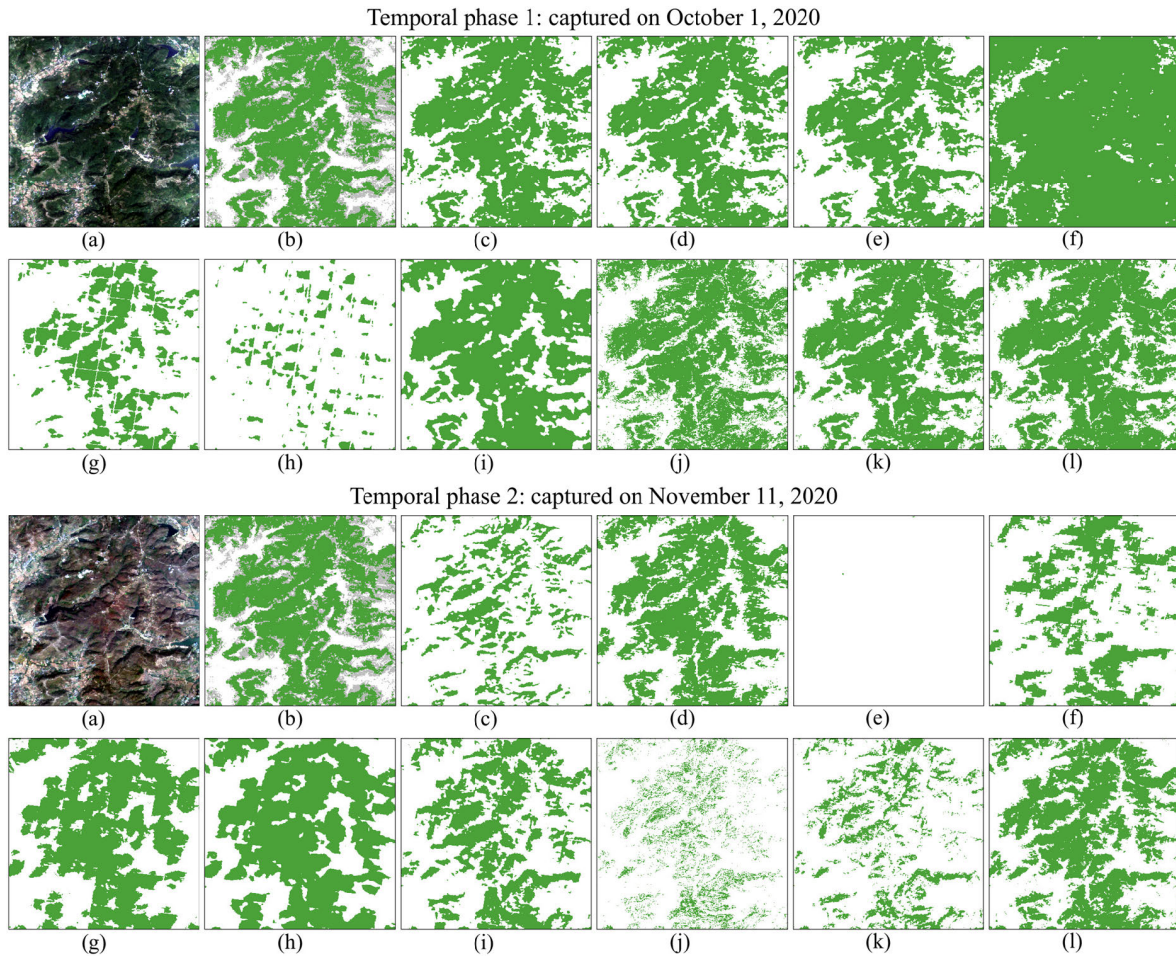 Temporal phase 1: captured on October 1, 2020
(a) (b) (c) (d) (e) (f)
(g) (h) (i) (j) (k) (l)
Temporal phase 2: captured on November 11, 2020
(a) (b) (c) (d) (e) (f)
(g) (h) (i) (j) (k) (l)